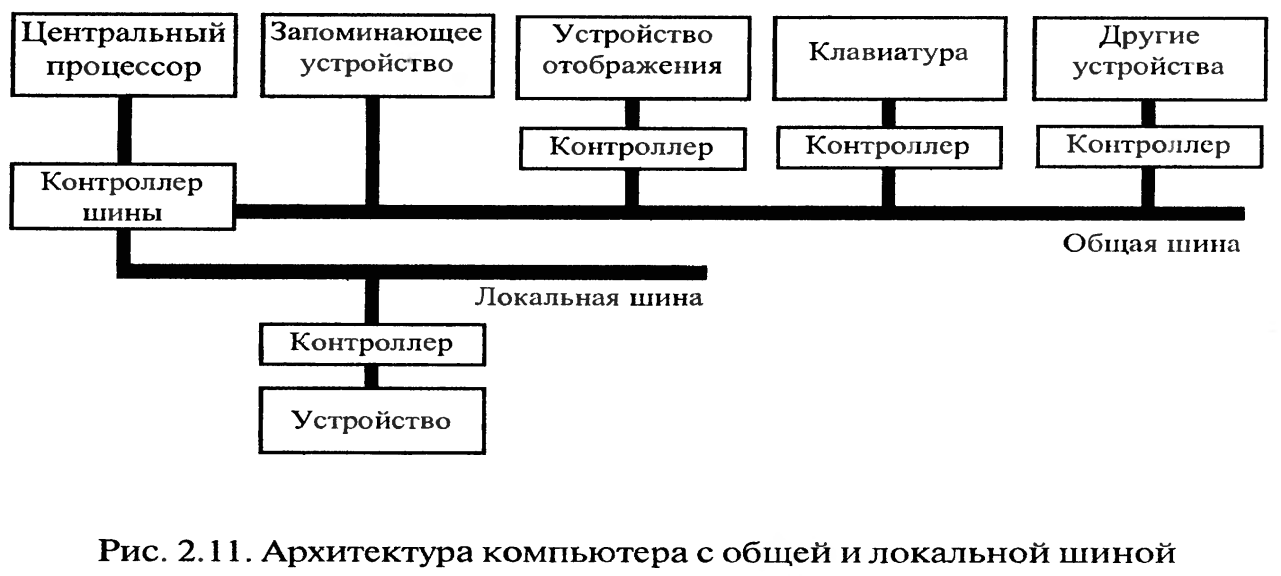 Центральный
процессор
Запоминающее
устройство
Устройство
отображения
Клавиатура
Другие
устройства
Контроллер
Контроллер
Контроллер
Контроллер
шины
Общая шина
Локальная шина
Контроллер
Устройство
Рис. 2.11. Архитектура компьютера с общей и локальной шиной